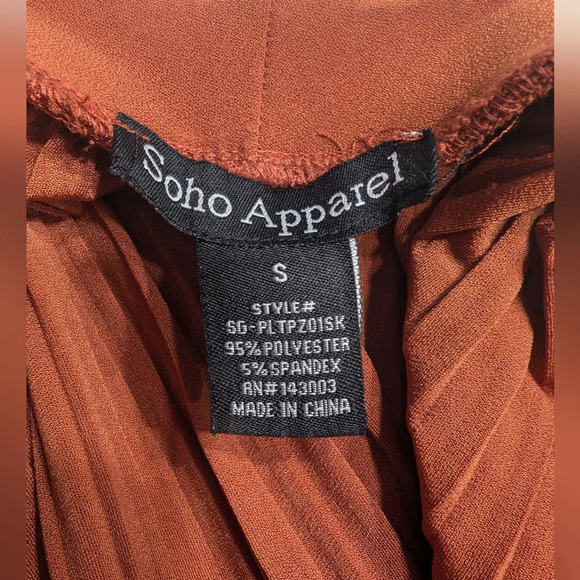 Soho Apparel
S
STYLE#
SG-PLTPZ01SK
95% POLYESTER
5% SPANDEX
RN#143003
MADE IN CHINA